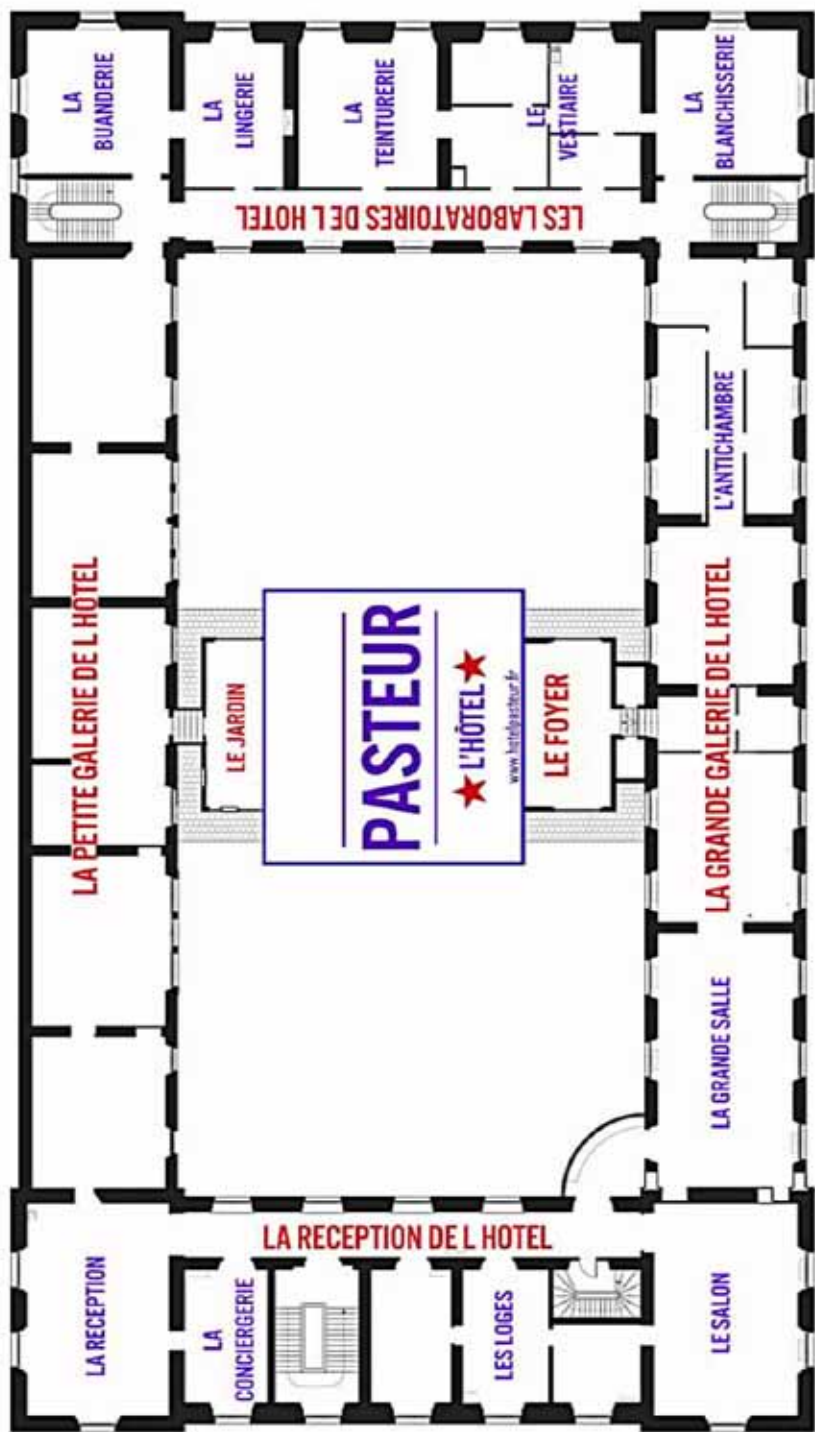 LA
BUANDERIE
LA
LINGERIE
LA
TEINTURERIE
LE
VESTIAIRE
LA
BLANCHISSERIE
LES LABORATOIRES DE L HOTEL
L'ANTICHAMBRE
LA PETITE GALERIE DE L HOTEL
LE JARDIN
PASTEUR
★ L'HÔTEL ★
www.hotelpasteur.fr
LE FOYER
LA GRANDE GALERIE DE L HOTEL
LA GRANDE SALLE
LA RECEPTION DE L HOTEL
LA RECEPTION
LA
CONCIERGERIE
LES LOGES
LE SALON